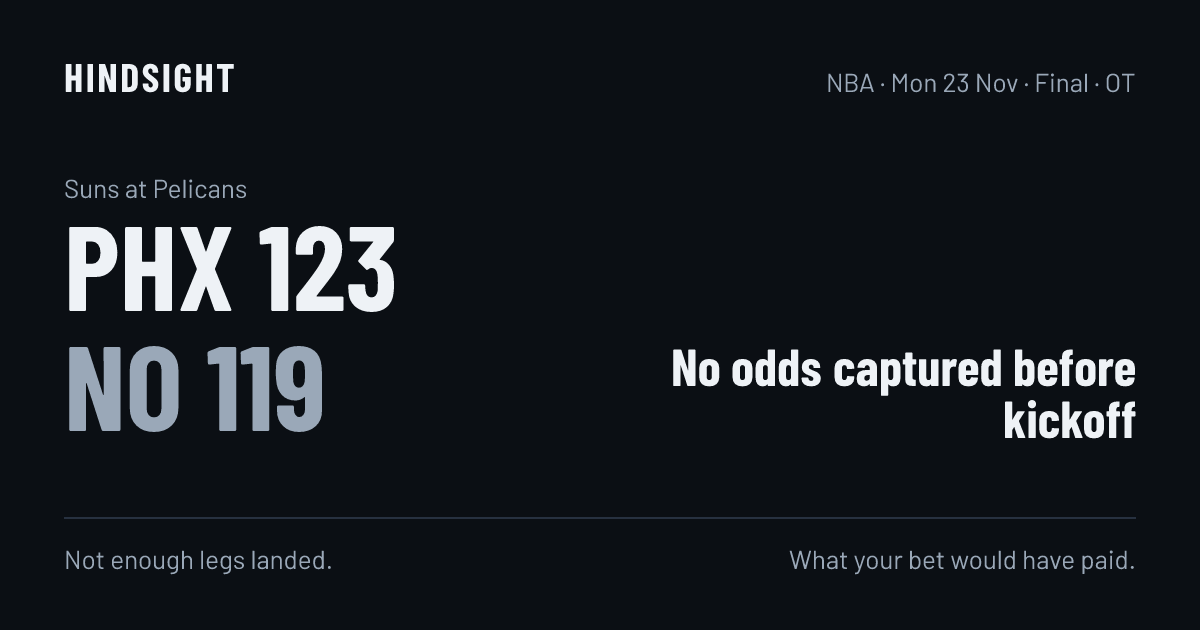 HINDSIGHT
NBA · Mon 23 Nov · Final · OT
Suns at Pelicans
PHX 123
NO 119
No odds captured before
kickoff
Not enough legs landed.
What your bet would have paid.